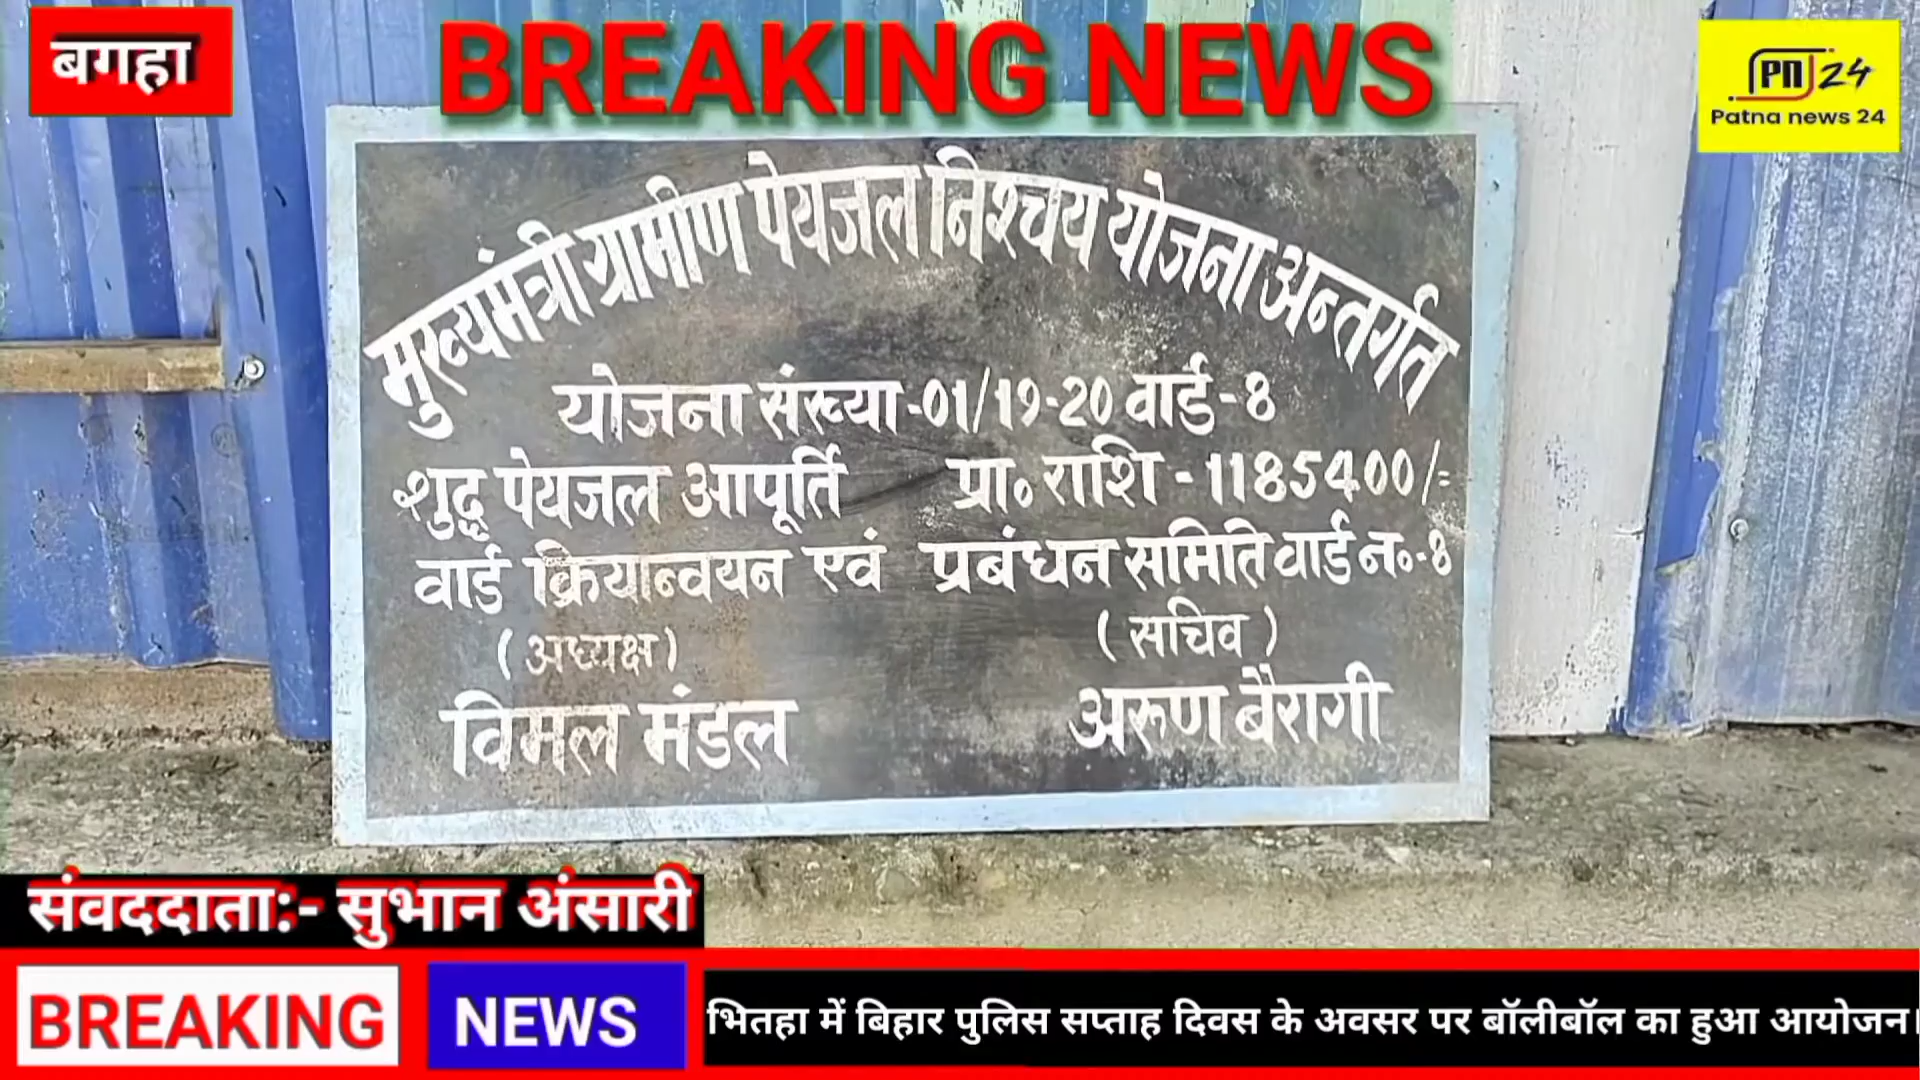 बगहा
BREAKING NEWS
PN 24
Patna news 24
मुख्यमंत्री ग्रामीण पेयजल निश्चय योजना अन्तर्गत
योजना संख्या-01/19-20 वार्ड-8
शुद्ध पेयजल आपूर्ति प्रा॰ राशि - 1185400/=
वार्ड क्रियान्वयन एवं प्रबंधन समिति वार्ड न॰-8
(अध्यक्ष) (सचिव)
विमल मंडल अरूण बैरागी
संवददाता:- सुभान अंसारी
BREAKING NEWS भितहा में बिहार पुलिस सप्ताह दिवस के अवसर पर बॉलीबॉल का हुआ आयोजन।